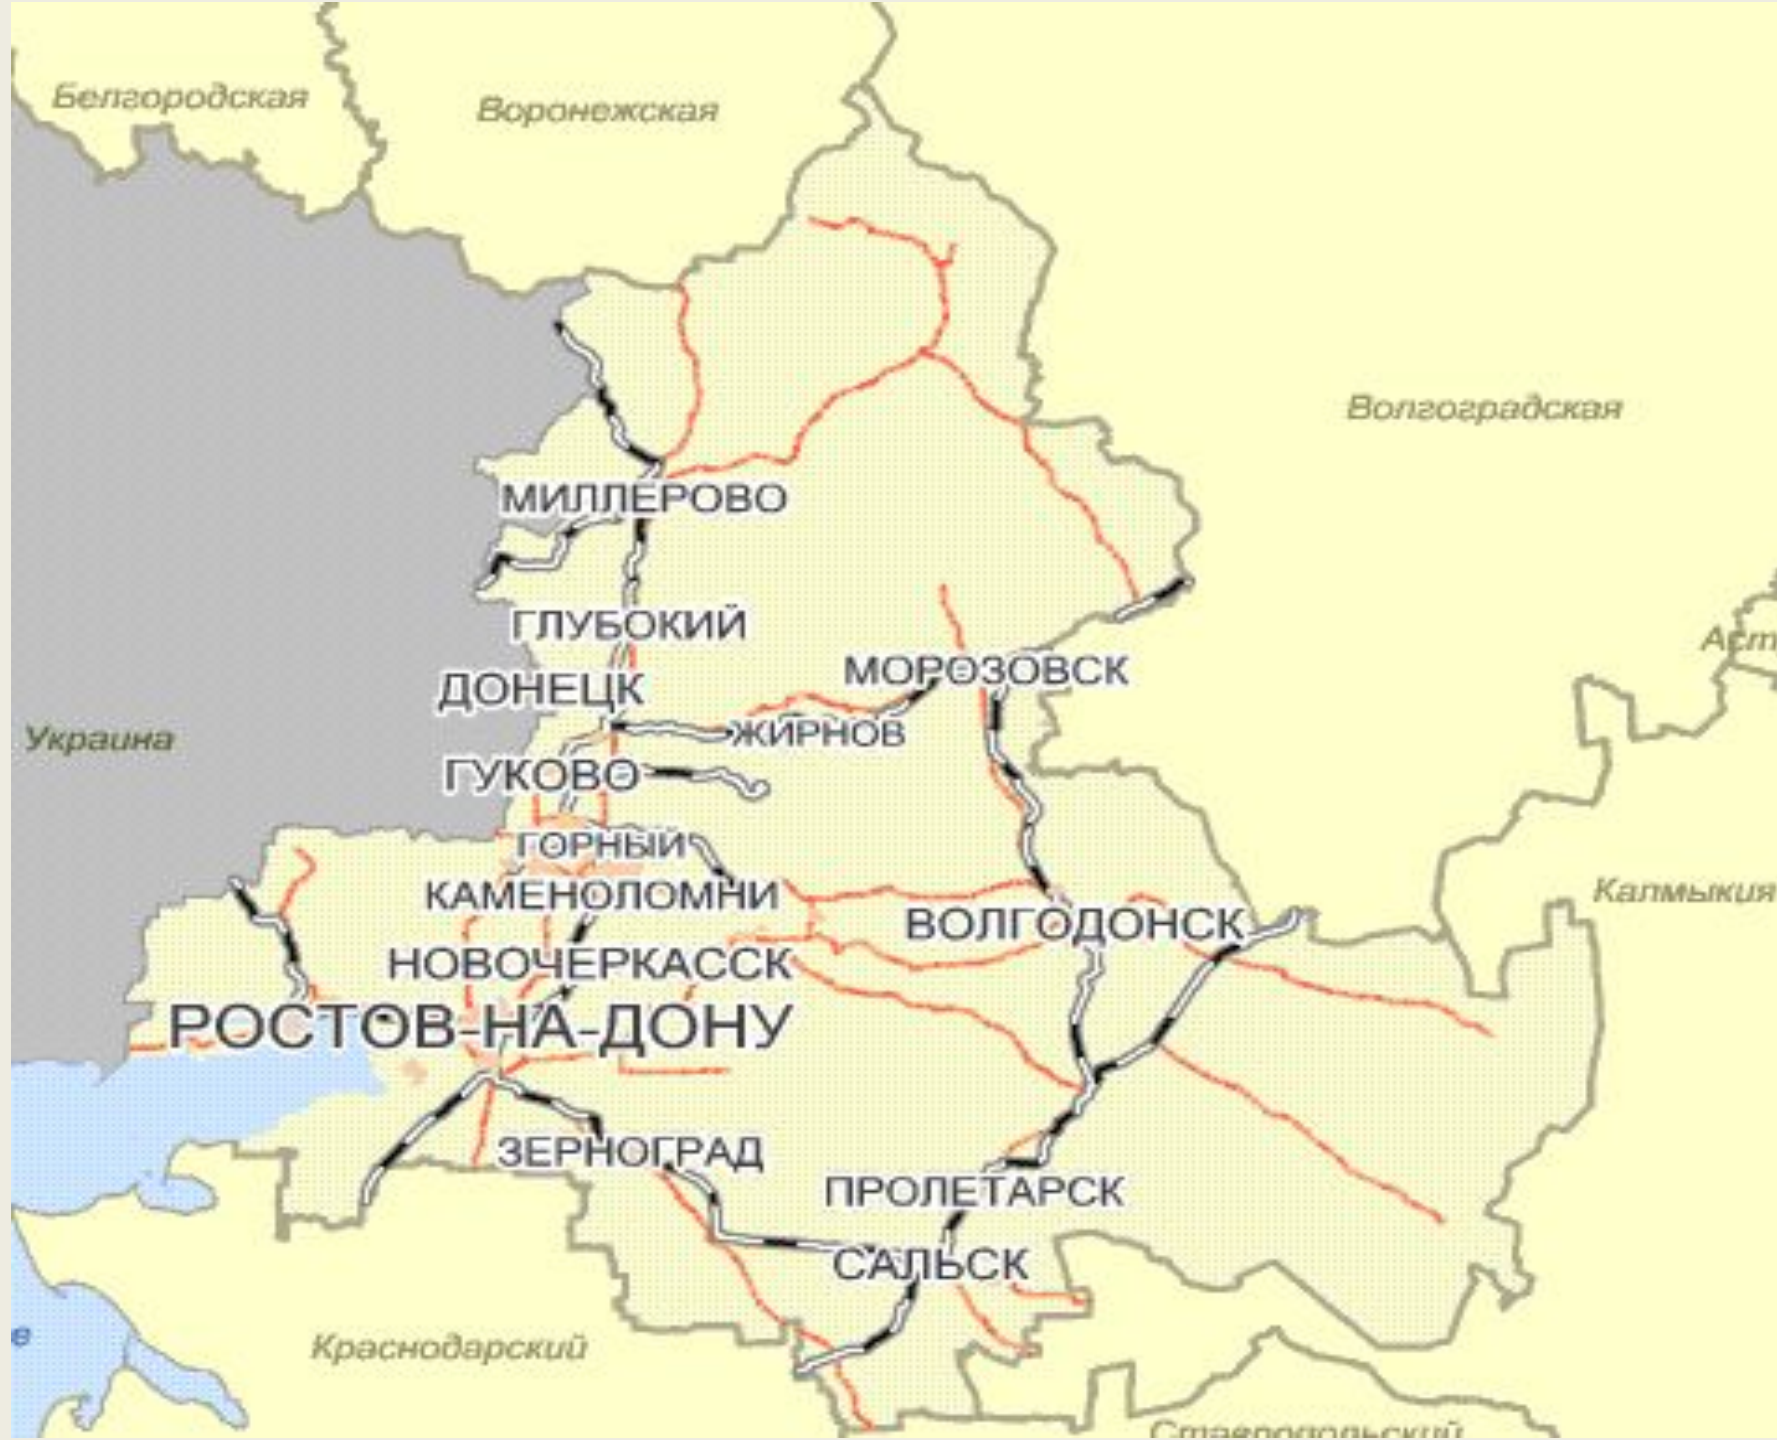 Белгородская
Воронежская
Волгоградская
МИЛЛЕРОВО
ГЛУБОКИЙ
МОРОЗОВСК
ДОНЕЦК
ЖИРНОВ
Украина
ГУКОВО
ГОРНЫЙ
КАМЕНОЛОМНИ
Калмыкия
ВОЛГОДОНСК
НОВОЧЕРКАССК
РОСТОВ-НА-ДОНУ
ЗЕРНОГРАД
ПРОЛЕТАРСК
САЛЬСК
Краснодарский
Ставропольский